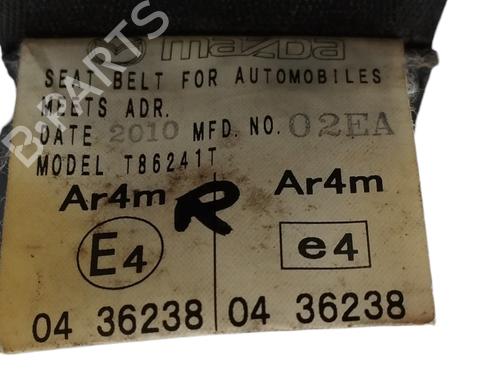 mazda
SEAT BELT FOR AUTOMOBILES
MEETS ADR.
DATE 2010 MFD. NO. 02EA
MODEL T86241T
Ar4m R Ar4m
E4 e4
04 36238 04 36238
B-PARTS